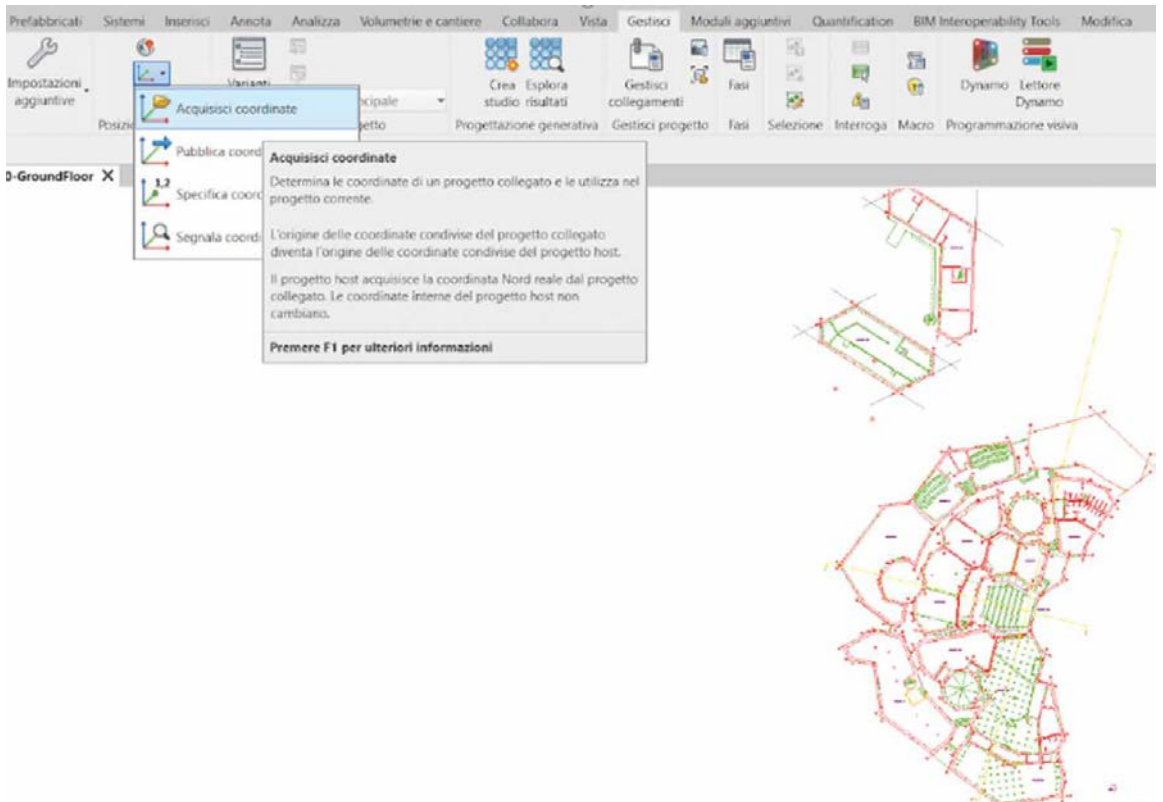 Prefabbricati Sistemi Inserisci Annota Analizza Volumetrie e cantiere Collabora Vista Gestisci Moduli aggiuntivi Quantification BIM Interoperability Tools Modifica
Impostazioni aggiuntive
Varianti
Crea studio
Esplora risultati
Gestisci collegamenti
Fasi
Dynamo
Lettore Dynamo
Progettazione generativa Gestisci progetto Fasi Selezione Interroga Macro Programmazione visiva
0-GroundFloor X
Acquisisci coordinate
Pubblica coord
1,2
Specifica coord
Segnala coordi
Acquisisci coordinate
Determina le coordinate di un progetto collegato e le utilizza nel
progetto corrente.
L'origine delle coordinate condivise del progetto collegato
diventa l'origine delle coordinate condivise del progetto host.
Il progetto host acquisisce la coordinata Nord reale dal progetto
collegato. Le coordinate interne del progetto host non
cambiano.
Premere F1 per ulteriori informazioni